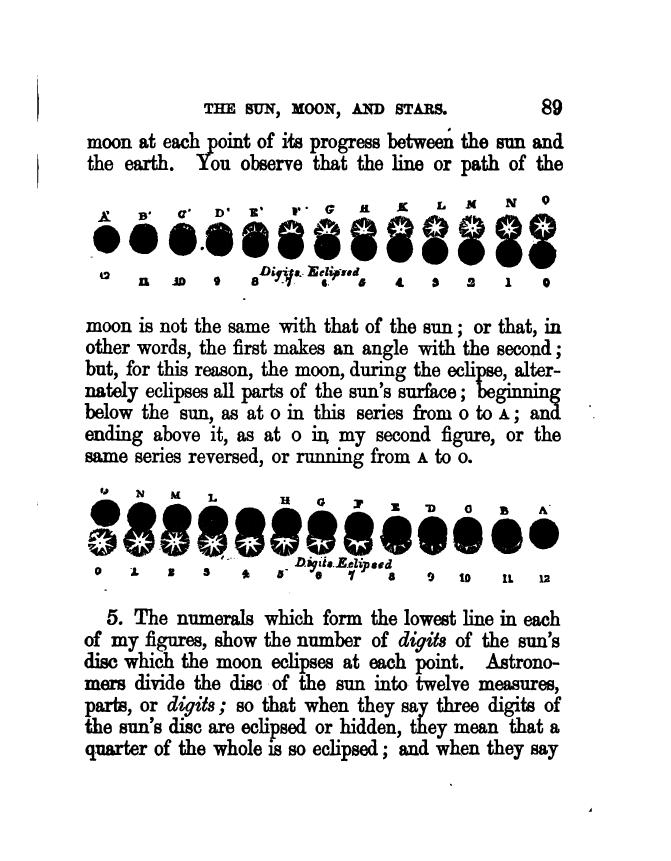 THE SUN, MOON, AND STARS. 89
moon at each point of its progress between the sun and
the earth. You observe that the line or path of the
A' B' C' D' E' F' G H K L M N O
Digits Eclipsed
12 11 10 9 8 7 6 5 4 3 2 1 0
moon is not the same with that of the sun; or that, in
other words, the first makes an angle with the second;
but, for this reason, the moon, during the eclipse, alter-
nately eclipses all parts of the sun's surface; beginning
below the sun, as at O in this series from O to A; and
ending above it, as at O in my second figure, or the
same series reversed, or running from A to O.
O N M L H G F E D C B A
Digits Eclipsed
0 1 2 3 4 5 6 7 8 9 10 11 12
5. The numerals which form the lowest line in each
of my figures, show the number of digits of the sun's
disc which the moon eclipses at each point. Astrono-
mers divide the disc of the sun into twelve measures,
parts, or digits; so that when they say three digits of
the sun's disc are eclipsed or hidden, they mean that a
quarter of the whole is so eclipsed; and when they say